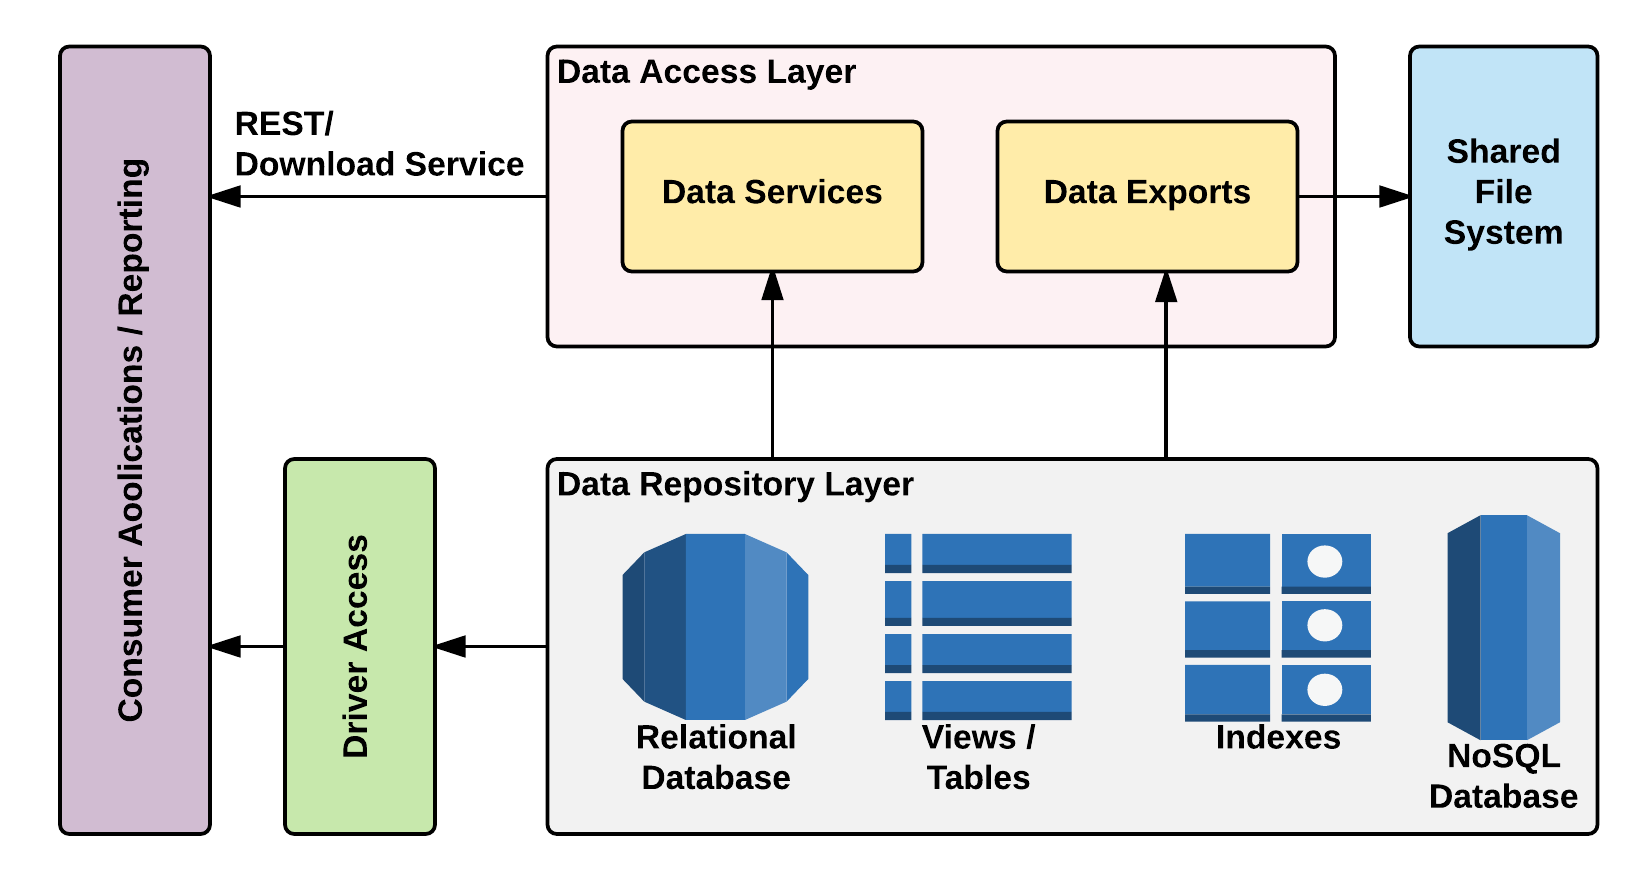 Consumer Aoolications / Reporting
REST/
Download Service
Data Access Layer
Data Services
Data Exports
Shared
File
System
Driver Access
Data Repository Layer
Relational
Database
Views /
Tables
Indexes
NoSQL
Database